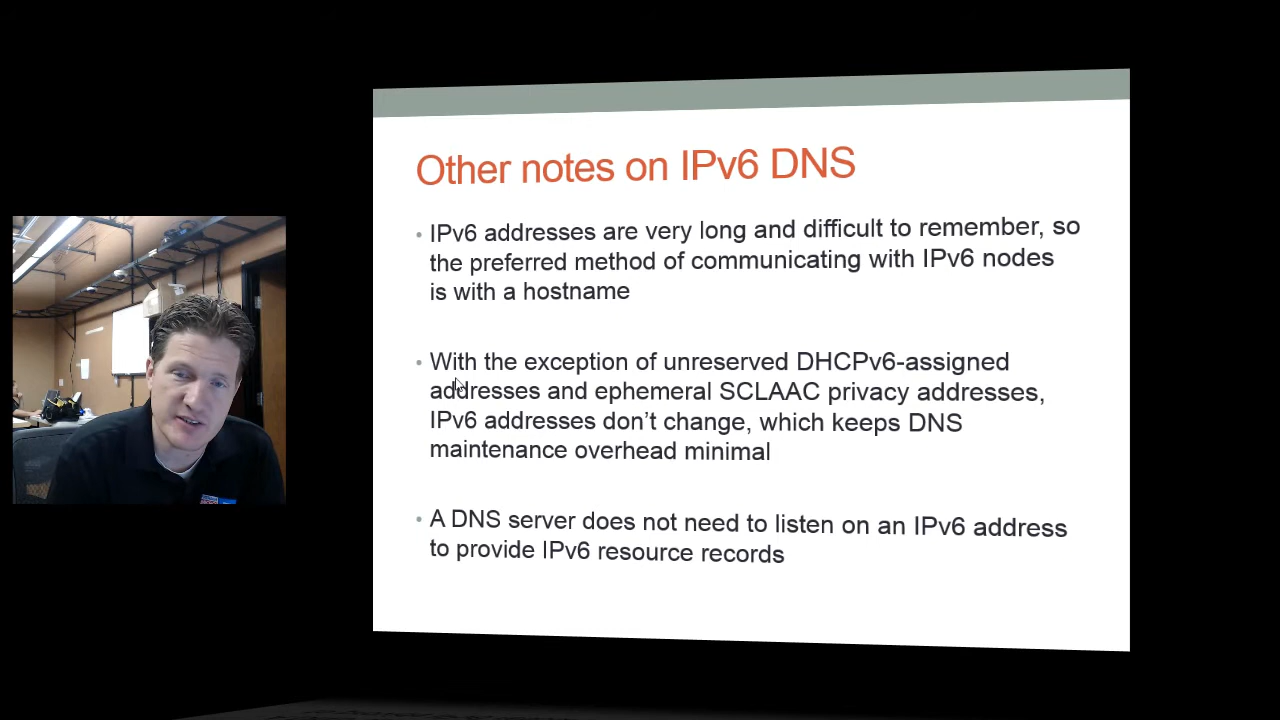 Other notes on IPv6 DNS
• IPv6 addresses are very long and difficult to remember, so
the preferred method of communicating with IPv6 nodes
is with a hostname
• With the exception of unreserved DHCPv6-assigned
addresses and ephemeral SCLAAC privacy addresses,
IPv6 addresses don’t change, which keeps DNS
maintenance overhead minimal
• A DNS server does not need to listen on an IPv6 address
to provide IPv6 resource records